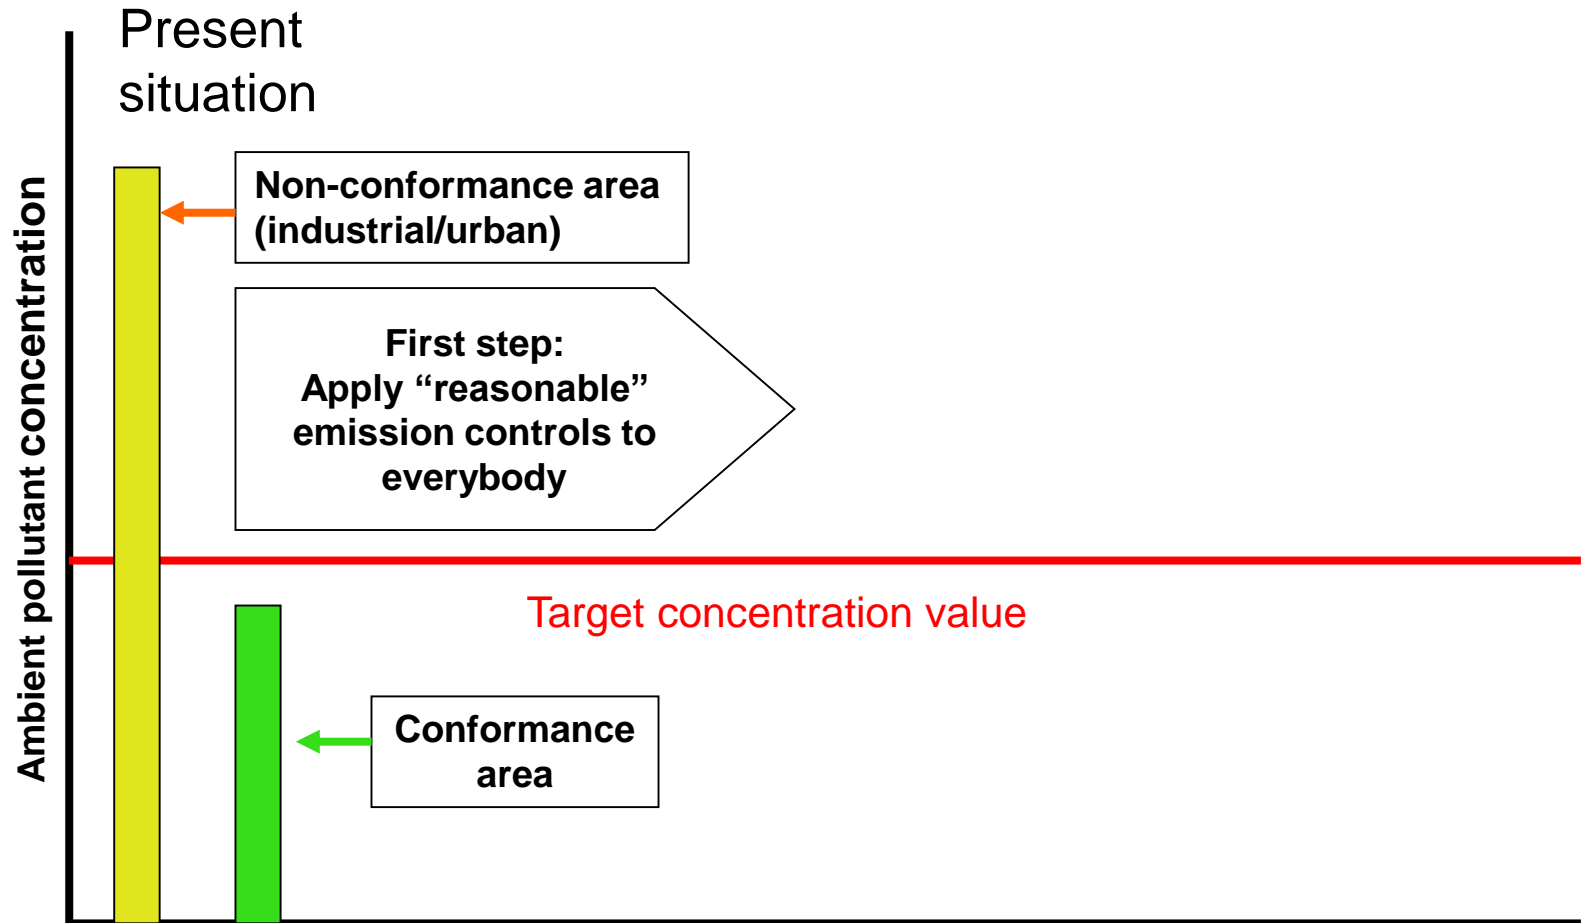 Present
situation
Ambient pollutant concentration
Non-conformance area
(industrial/urban)
First step:
Apply “reasonable”
emission controls to
everybody
Target concentration value
Conformance
area